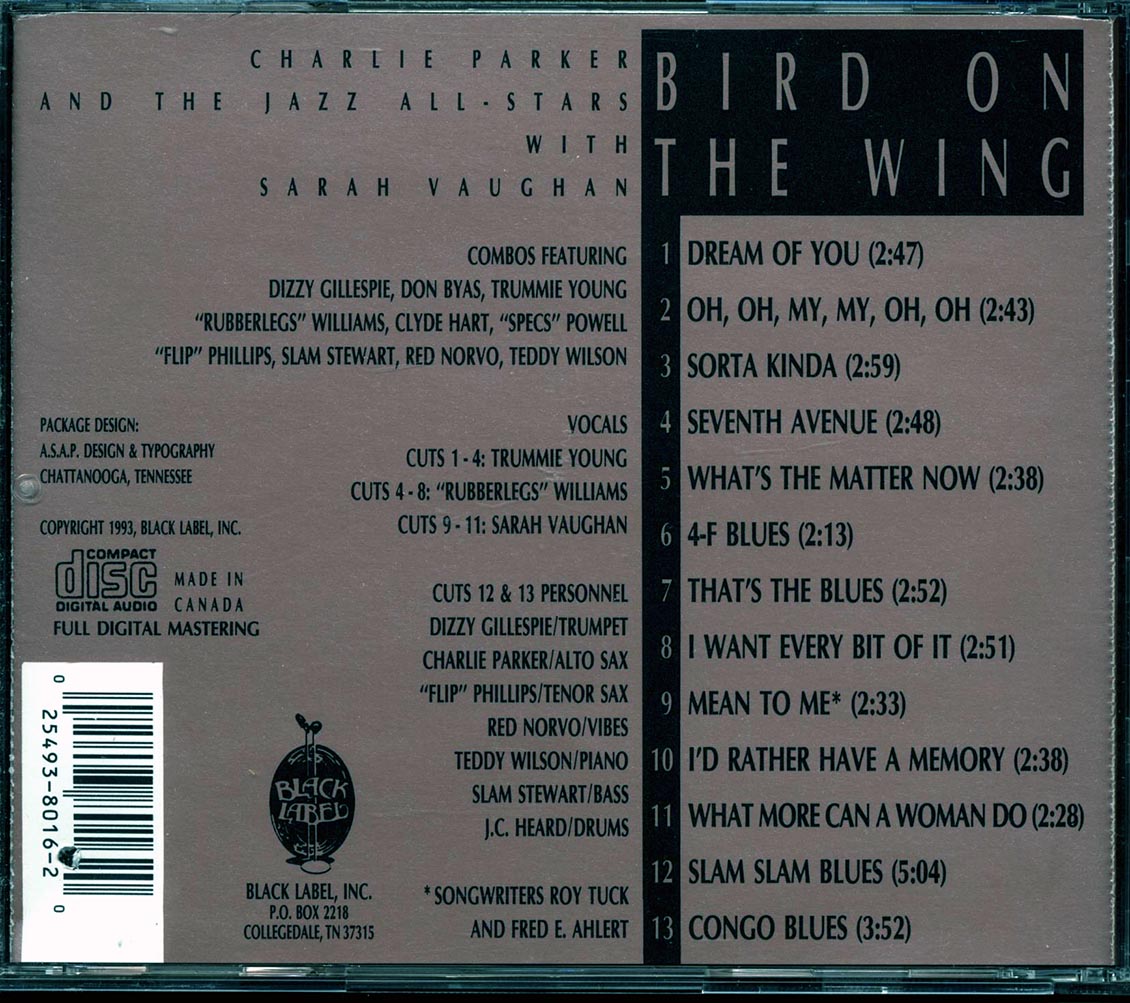 CHARLIE PARKER
AND THE JAZZ ALL-STARS
WITH
SARAH VAUGHAN
BIRD ON
THE WING
COMBOS FEATURING
DIZZY GILLESPIE, DON BYAS, TRUMMIE YOUNG
“RUBBERLEGS” WILLIAMS, CLYDE HART, “SPECS” POWELL
“FLIP” PHILLIPS, SLAM STEWART, RED NORVO, TEDDY WILSON
VOCALS
CUTS 1 - 4: TRUMMIE YOUNG
CUTS 4 - 8: “RUBBERLEGS” WILLIAMS
CUTS 9 - 11: SARAH VAUGHAN
CUTS 12 & 13 PERSONNEL
DIZZY GILLESPIE/TRUMPET
CHARLIE PARKER/ALTO SAX
“FLIP” PHILLIPS/TENOR SAX
RED NORVO/VIBES
TEDDY WILSON/PIANO
SLAM STEWART/BASS
J.C. HEARD/DRUMS
* SONGWRITERS ROY TUCK
AND FRED E. AHLERT
1 DREAM OF YOU (2:47)
2 OH, OH, MY, MY, OH, OH (2:43)
3 SORTA KINDA (2:59)
4 SEVENTH AVENUE (2:48)
5 WHAT'S THE MATTER NOW (2:38)
6 4-F BLUES (2:13)
7 THAT'S THE BLUES (2:52)
8 I WANT EVERY BIT OF IT (2:51)
9 MEAN TO ME* (2:33)
10 I'D RATHER HAVE A MEMORY (2:38)
11 WHAT MORE CAN A WOMAN DO (2:28)
12 SLAM SLAM BLUES (5:04)
13 CONGO BLUES (3:52)
PACKAGE DESIGN:
A.S.A.P. DESIGN & TYPOGRAPHY
CHATTANOOGA, TENNESSEE
COPYRIGHT 1993, BLACK LABEL, INC.
COMPACT
disc
DIGITAL AUDIO
MADE IN
CANADA
FULL DIGITAL MASTERING
0 25493-8016-2 0
BLACK
LABEL
BLACK LABEL, INC.
P.O. BOX 2218
COLLEGEDALE, TN 37315